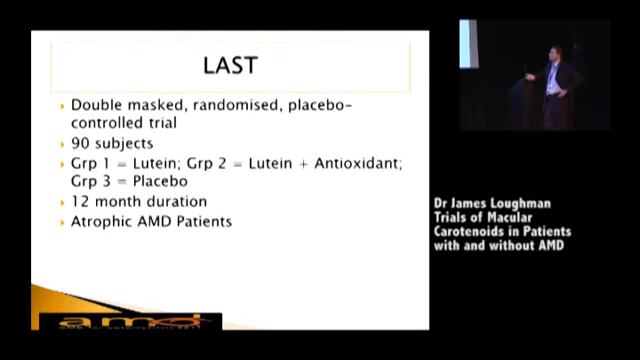 LAST
Double masked, randomised, placebo-
controlled trial
90 subjects
Grp 1 = Lutein; Grp 2 = Lutein + Antioxidant;
Grp 3 = Placebo
12 month duration
Atrophic AMD Patients
Dr James Loughman
Trials of Macular
Carotenoids in Patients
with and without AMD
amd